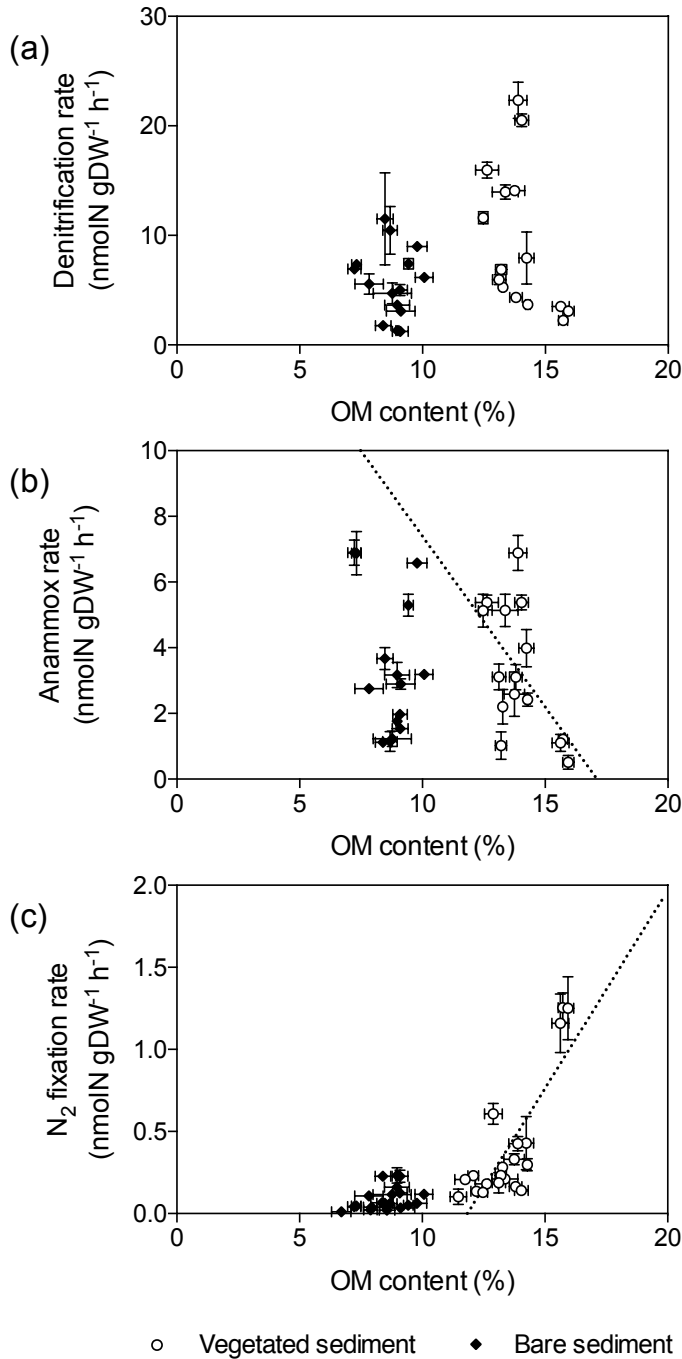 (a)
Denitrification rate
(nmolN gDW⁻¹ h⁻¹)
30
20
10
0
0 5 10 15 20
OM content (%)
(b)
Anammox rate
(nmolN gDW⁻¹ h⁻¹)
10
8
6
4
2
0
0 5 10 15 20
OM content (%)
(c)
N₂ fixation rate
(nmolN gDW⁻¹ h⁻¹)
2.0
1.5
1.0
0.5
0.0
0 5 10 15 20
OM content (%)
Vegetated sediment Bare sediment